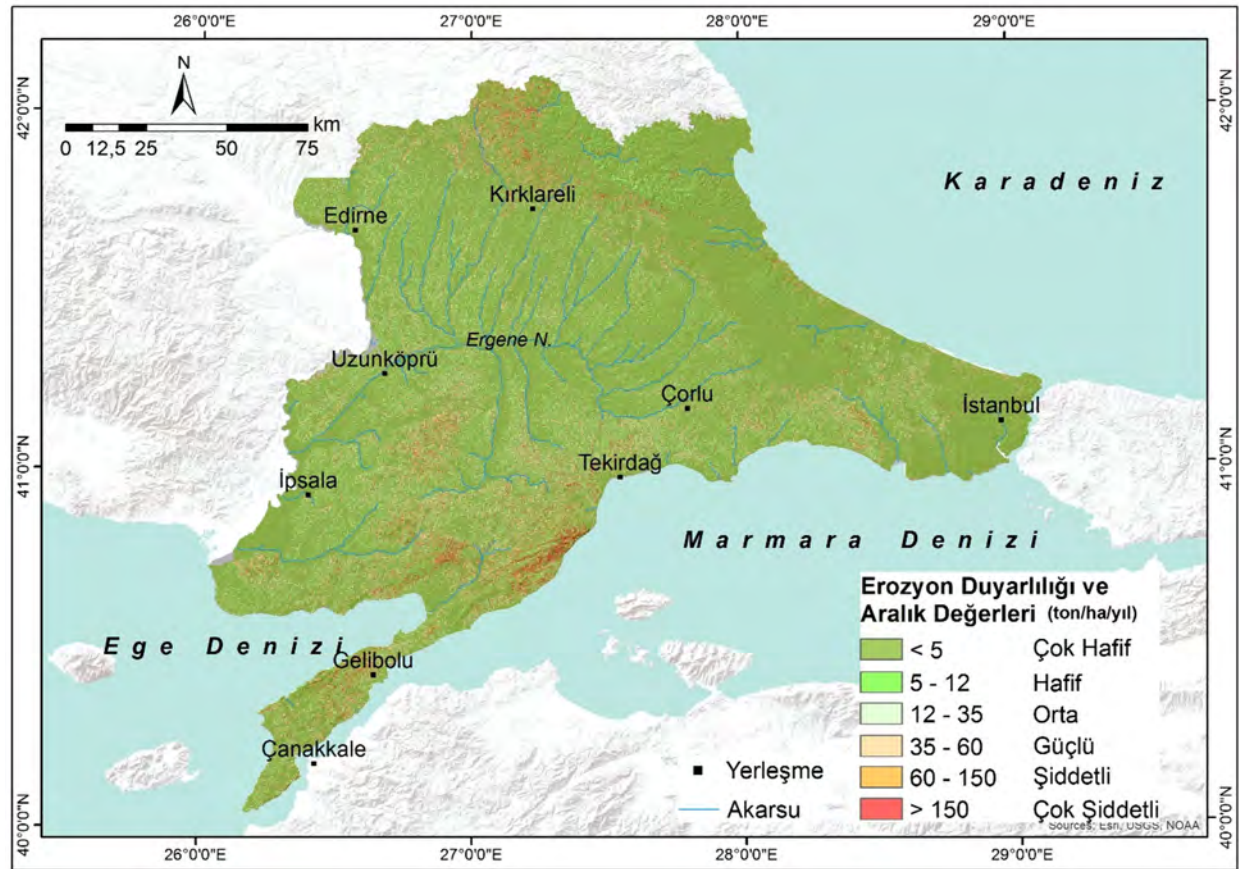 26°0'0"E 27°0'0"E 28°0'0"E 29°0'0"E
N
42°0'0"N
42°0'0"N
km
0 12,5 25 50 75
Karadeniz
Kırklareli
Edirne
Ergene N.
Uzunköprü
Çorlu
İstanbul
41°0'0"N
41°0'0"N
Tekirdağ
İpsala
Marmara Denizi
Erozyon Duyarlılığı ve
Aralık Değerleri (ton/ha/yıl)
Ege Denizi
< 5 Çok Hafif
Gelibolu
5 - 12 Hafif
12 - 35 Orta
35 - 60 Güçlü
Çanakkale
Yerleşme
60 - 150 Şiddetli
Akarsu
> 150 Çok Şiddetli
Sources: Esri, USGS, NOAA
40°0'0"N
40°0'0"N
26°0'0"E 27°0'0"E 28°0'0"E 29°0'0"E